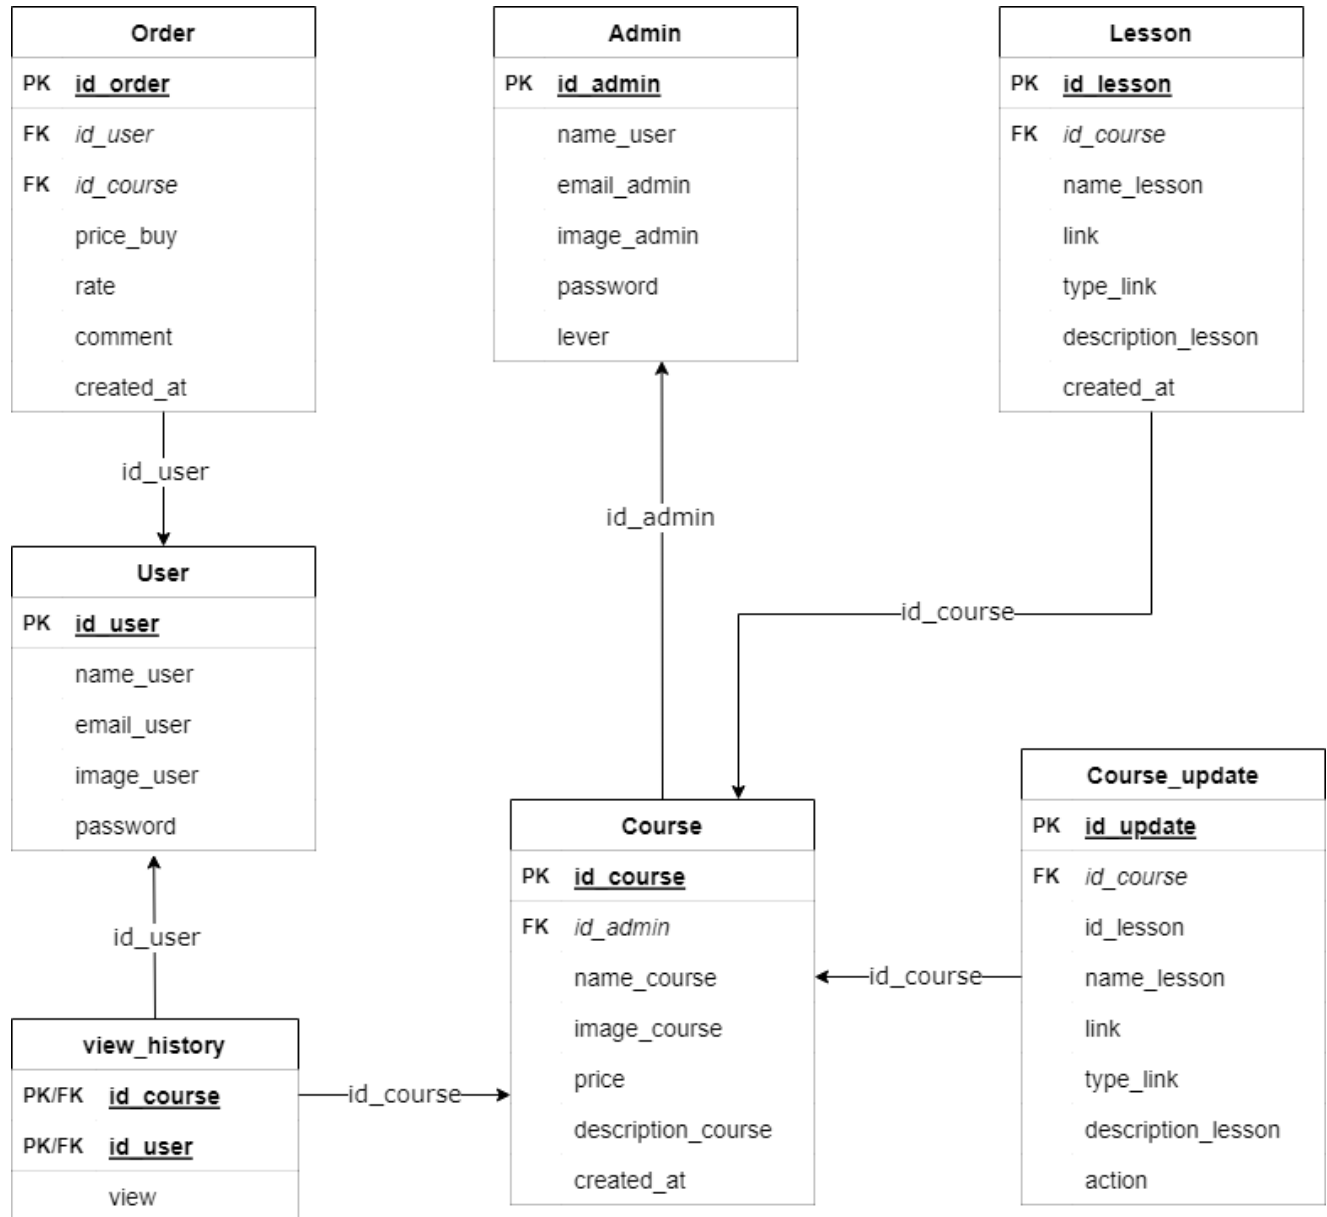 Order
PK id_order
FK id_user
FK id_course
price_buy
rate
comment
created_at
Admin
PK id_admin
name_user
email_admin
image_admin
password
lever
Lesson
PK id_lesson
FK id_course
name_lesson
link
type_link
description_lesson
created_at
id_user
id_admin
id_course
User
PK id_user
name_user
email_user
image_user
password
id_user
view_history
PK/FK id_course
PK/FK id_user
view
id_course
Course
PK id_course
FK id_admin
name_course
image_course
price
description_course
created_at
id_course
Course_update
PK id_update
FK id_course
id_lesson
name_lesson
link
type_link
description_lesson
action